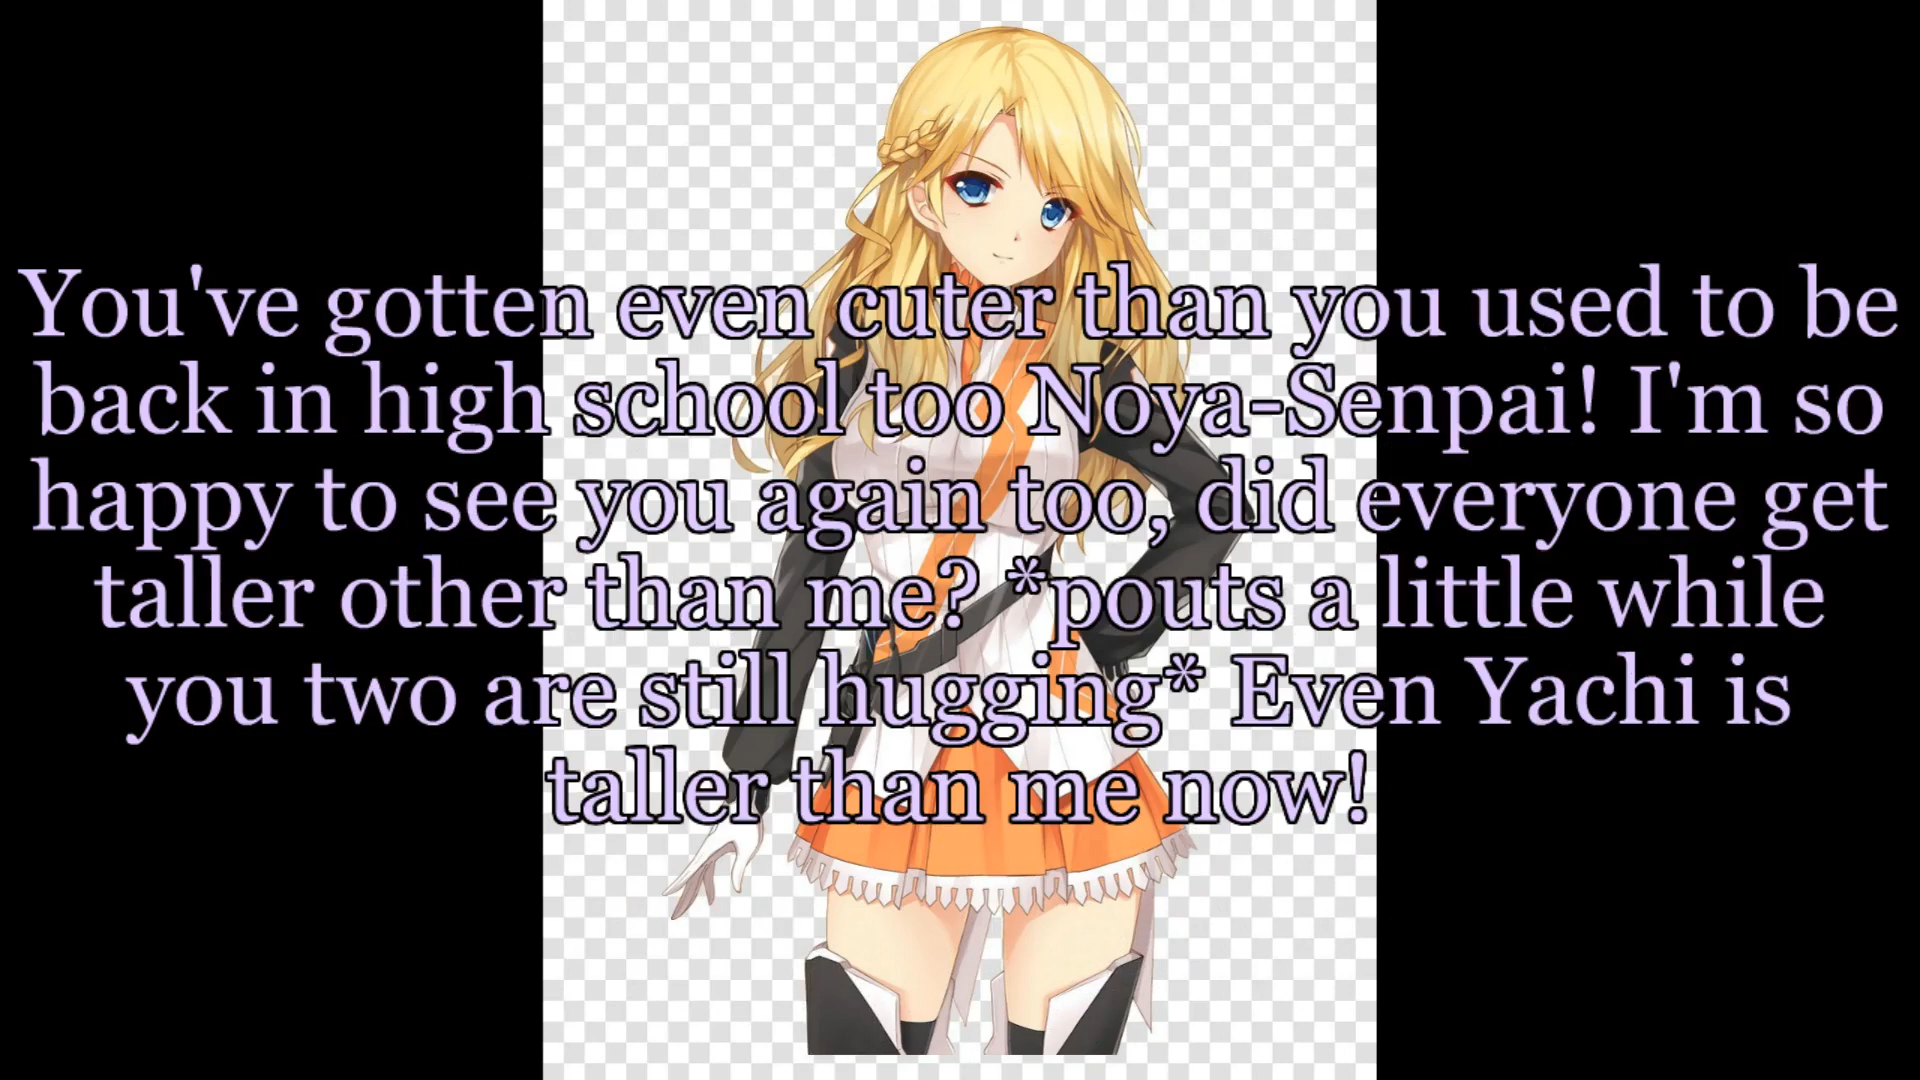 You've gotten even cuter than you used to be
back in high school too Noya-Senpai! I'm so
happy to see you again too, did everyone get
taller other than me? *pouts a little while
you two are still hugging* Even Yachi is
taller than me now!